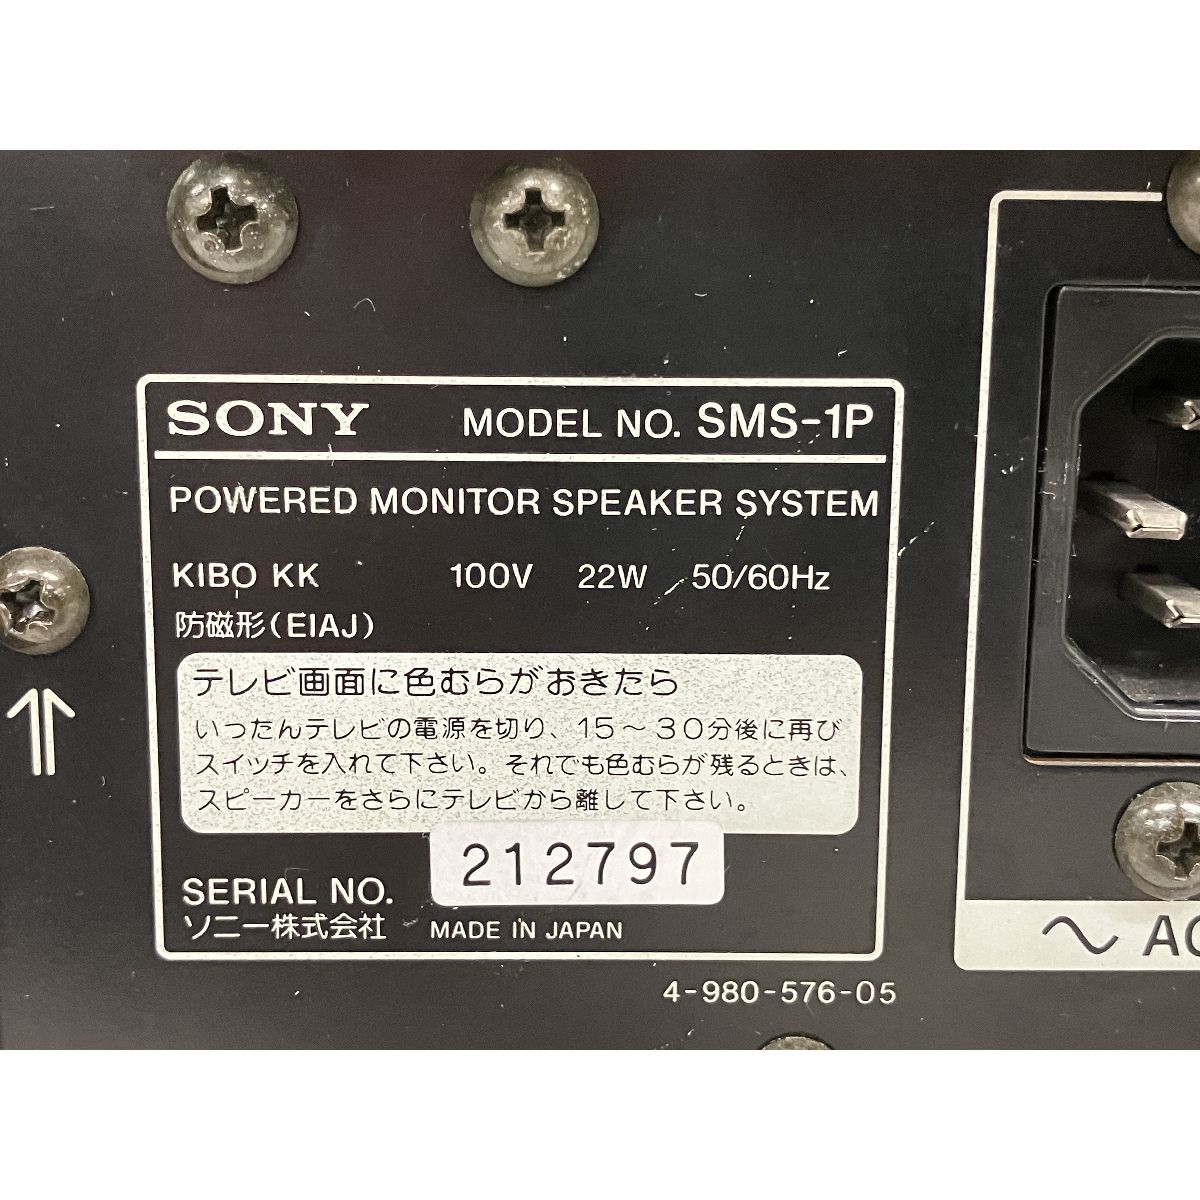 SONY MODEL NO. SMS-1P
POWERED MONITOR SPEAKER SYSTEM
KIBO KK 100V 22W 50/60Hz
防磁形(EIAJ)
テレビ画面に色むらがおきたら
いったんテレビの電源を切り、15～30分後に再び
スイッチを入れて下さい。それでも色むらが残るときは、
スピーカーをさらにテレビから離して下さい。
SERIAL NO. 212797
ソニー株式会社 MADE IN JAPAN
4-980-576-05
～ AC